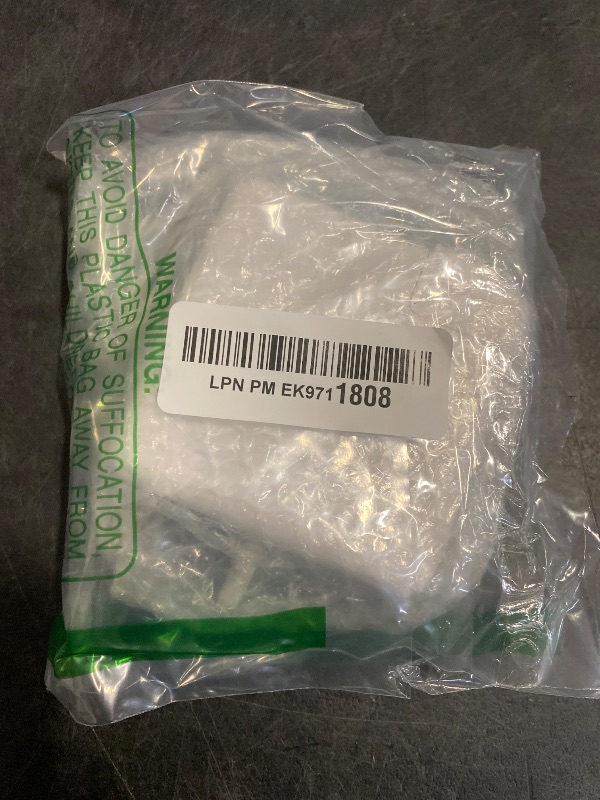 WARNING:
TO AVOID DANGER OF SUFFOCATION,
KEEP THIS PLASTIC BAG AWAY FROM
LPN PM EK9711808